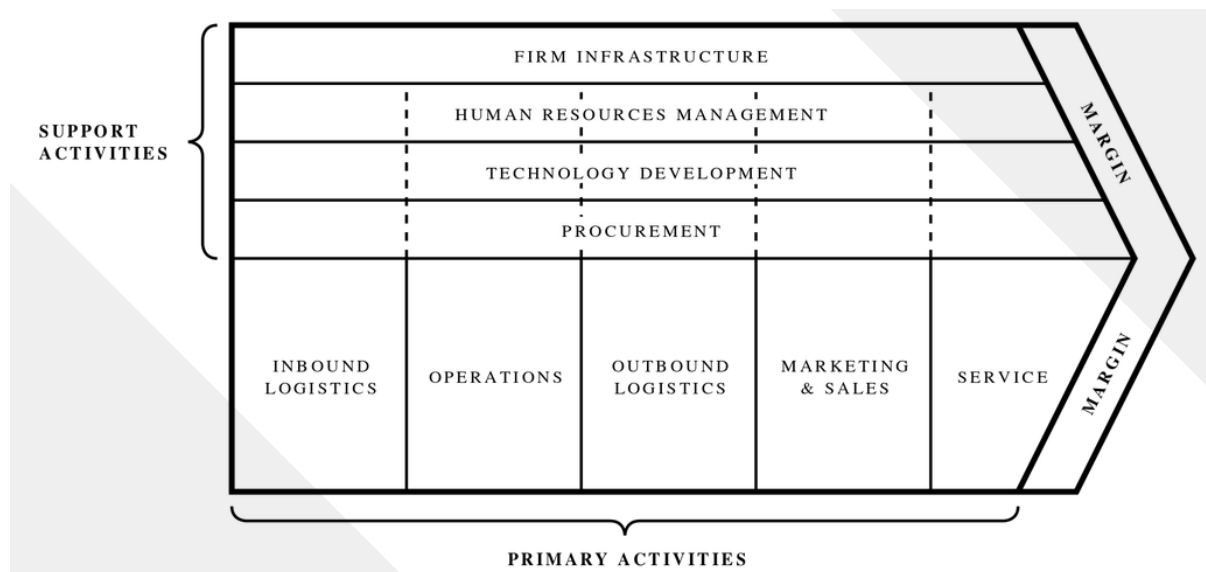 FIRM INFRASTRUCTURE
HUMAN RESOURCES MANAGEMENT
SUPPORT
ACTIVITIES
TECHNOLOGY DEVELOPMENT
PROCUREMENT
MARGIN
INBOUND
LOGISTICS
OPERATIONS
OUTBOUND
LOGISTICS
MARKETING
& SALES
SERVICE
MARGIN
PRIMARY ACTIVITIES